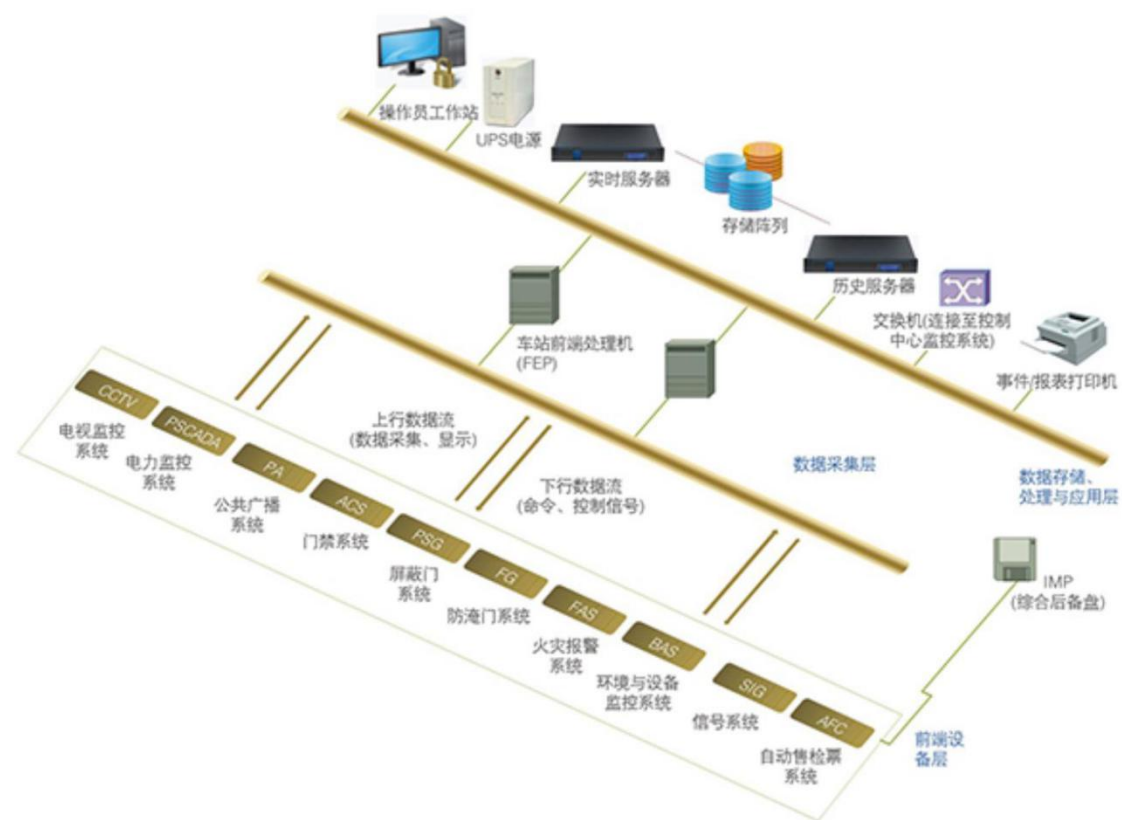 操作员工作站
UPS电源
实时服务器
存储阵列
历史服务器
交换机(连接至控制
中心监控系统)
事件/报表打印机
车站前端处理机
(FEP)
上行数据流
(数据采集、显示)
下行数据流
(命令、控制信号)
数据采集层
数据存储、
处理与应用层
IMP
(综合后备盘)
CCTV
电视监控
系统
PSCADA
电力监控
系统
PA
公共广播
系统
ACS
门禁系统
PSG
屏蔽门
系统
FG
防淹门系统
FAS
火灾报警
系统
BAS
环境与设备
监控系统
SIG
信号系统
AFC
自动售检票
系统
前端设
备层